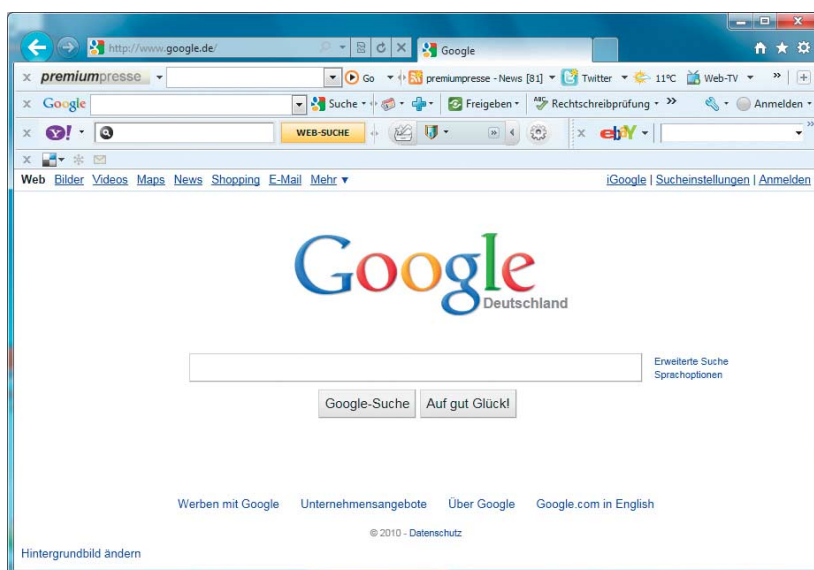 http://www.google.de/ Google
premiumpresse Go premiumpresse - News [81] Twitter 11°C Web-TV »
Google Suche Freigeben ABC Rechtschreibprüfung » Anmelden
Y! WEB-SUCHE » ebY »
Web Bilder Videos Maps News Shopping E-Mail Mehr ▼ iGoogle | Sucheinstellungen | Anmelden
Google
Deutschland
Erweiterte Suche
Sprachoptionen
Google-Suche Auf gut Glück!
Werben mit Google Unternehmensangebote Über Google Google.com in English
© 2010 - Datenschutz
Hintergrundbild ändern